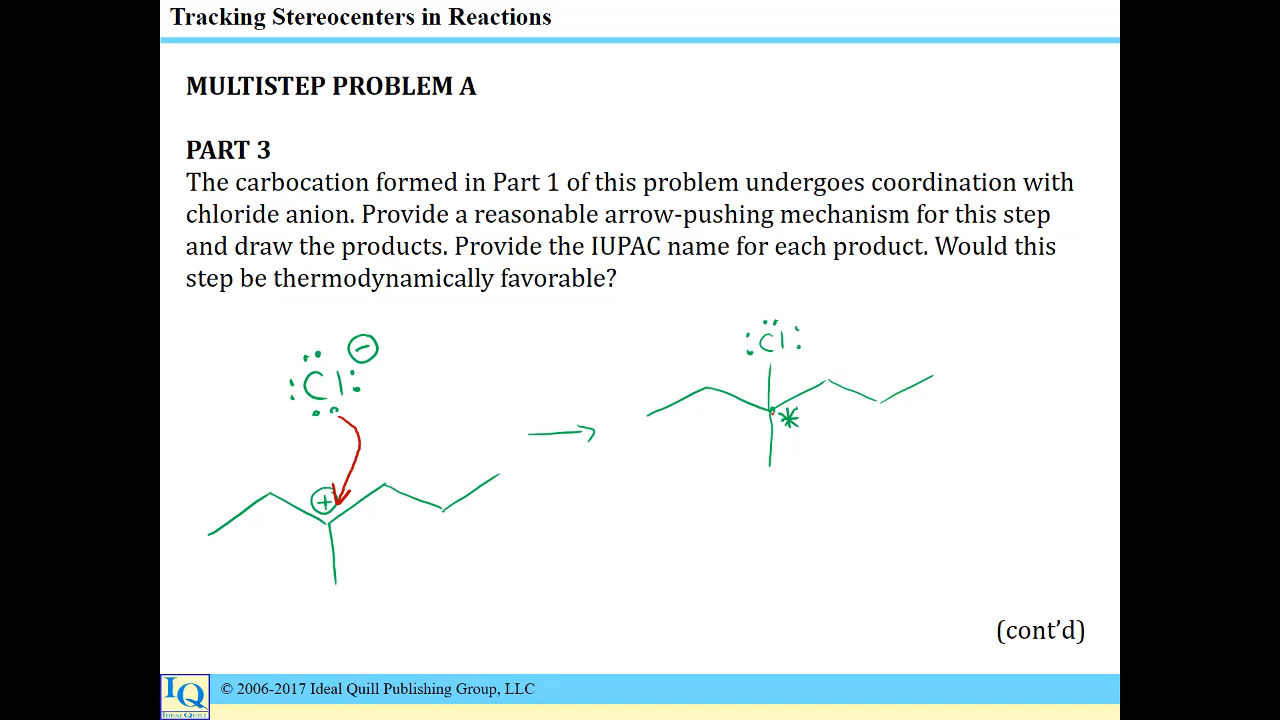 Tracking Stereocenters in Reactions
MULTISTEP PROBLEM A
PART 3
The carbocation formed in Part 1 of this problem undergoes coordination with
chloride anion. Provide a reasonable arrow-pushing mechanism for this step
and draw the products. Provide the IUPAC name for each product. Would this
step be thermodynamically favorable?
Cl −
+
Cl
*
(cont’d)
IQ
IDEAL QUILL
© 2006-2017 Ideal Quill Publishing Group, LLC